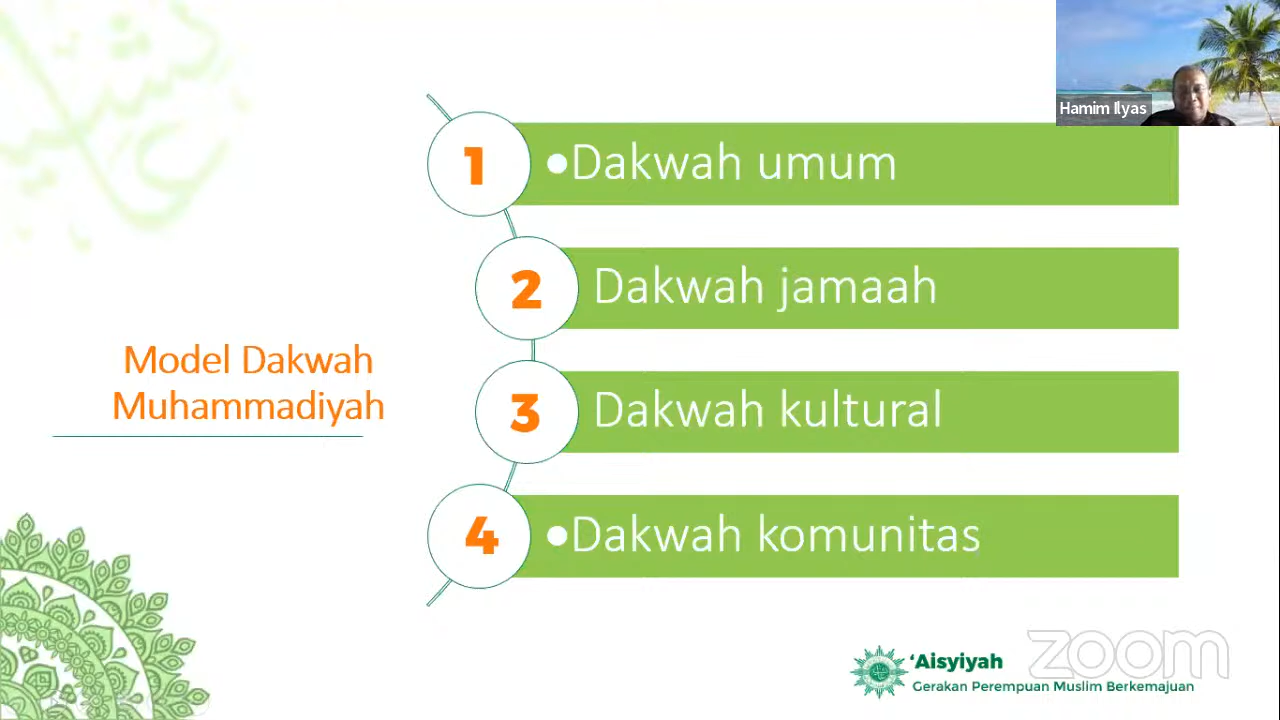 Hamim Ilyas
1
•Dakwah umum
2
Dakwah jamaah
Model Dakwah
Muhammadiyah
3
Dakwah kultural
4
•Dakwah komunitas
‘Aisyiyah
Gerakan Perempuan Muslim Berkemajuan
zoom